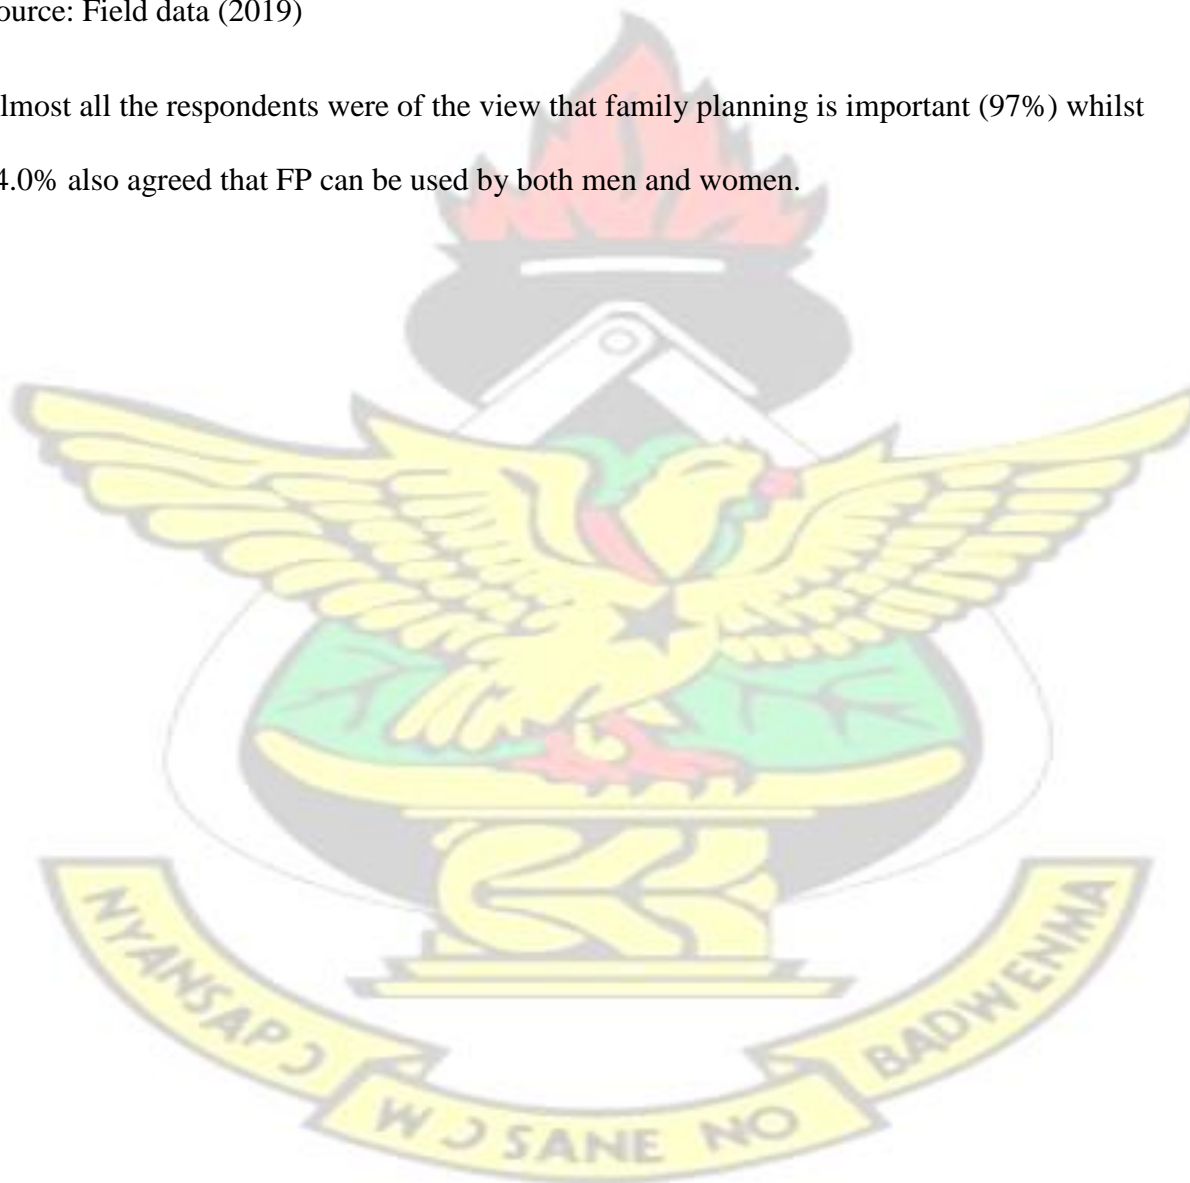 ource: Field data (2019)
lmost all the respondents were of the view that family planning is important (97%) whilst
4.0% also agreed that FP can be used by both men and women.
NYANSAPƆ
WƆSANE NO
BADWENMA